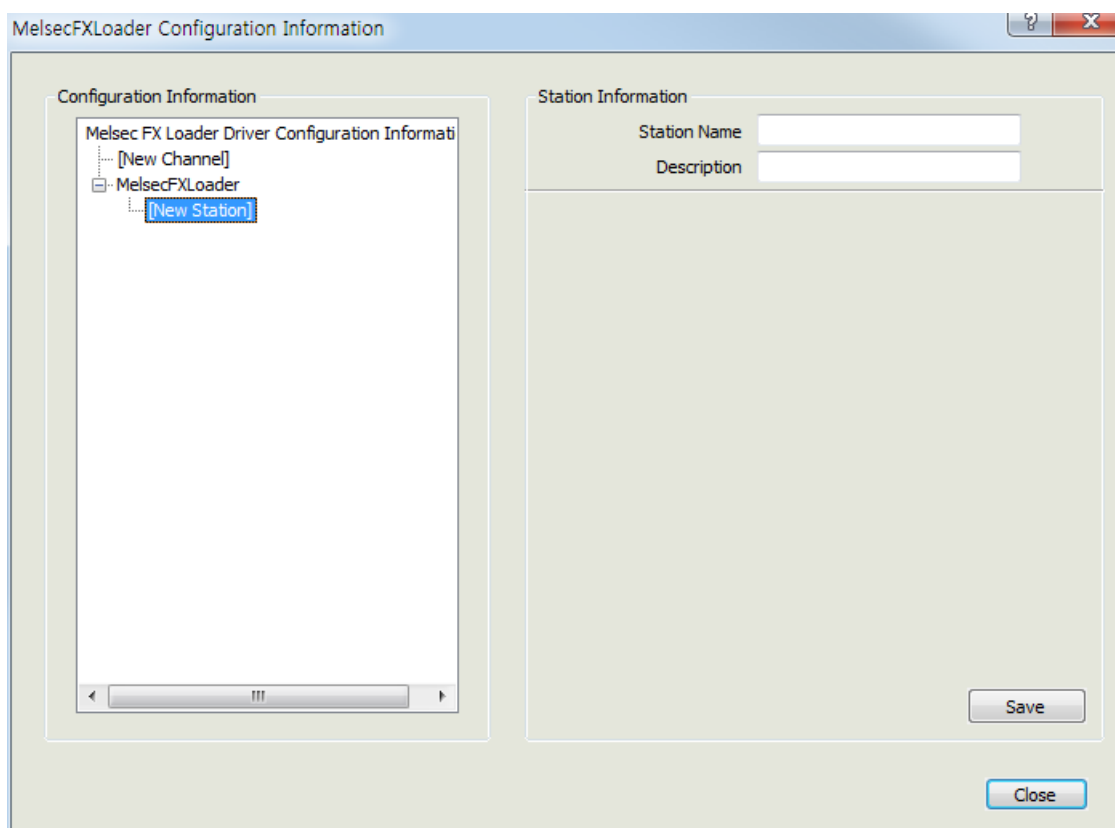 MelsecFXLoader Configuration Information
Configuration Information
Melsec FX Loader Driver Configuration Informati
[New Channel]
MelsecFXLoader
[New Station]
Station Information
Station Name
Description
Save
Close